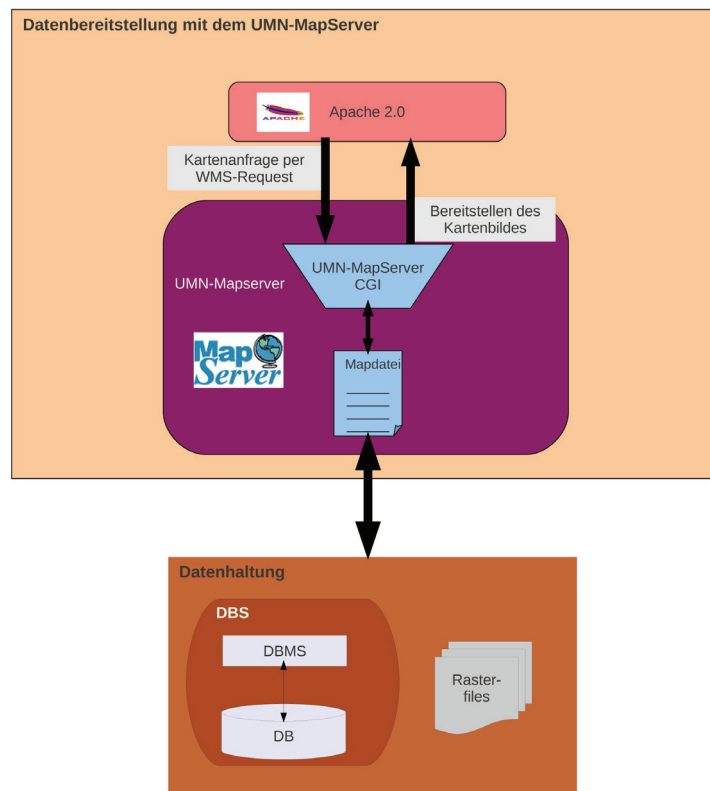 Datenbereitstellung mit dem UMN-MapServer
APACHE
Apache 2.0
Kartenanfrage per
WMS-Request
Bereitstellen des
Kartenbildes
UMN-MapServer
CGI
UMN-Mapserver
Map
Server
Mapdatei
Datenhaltung
DBS
DBMS
DB
Raster-
files